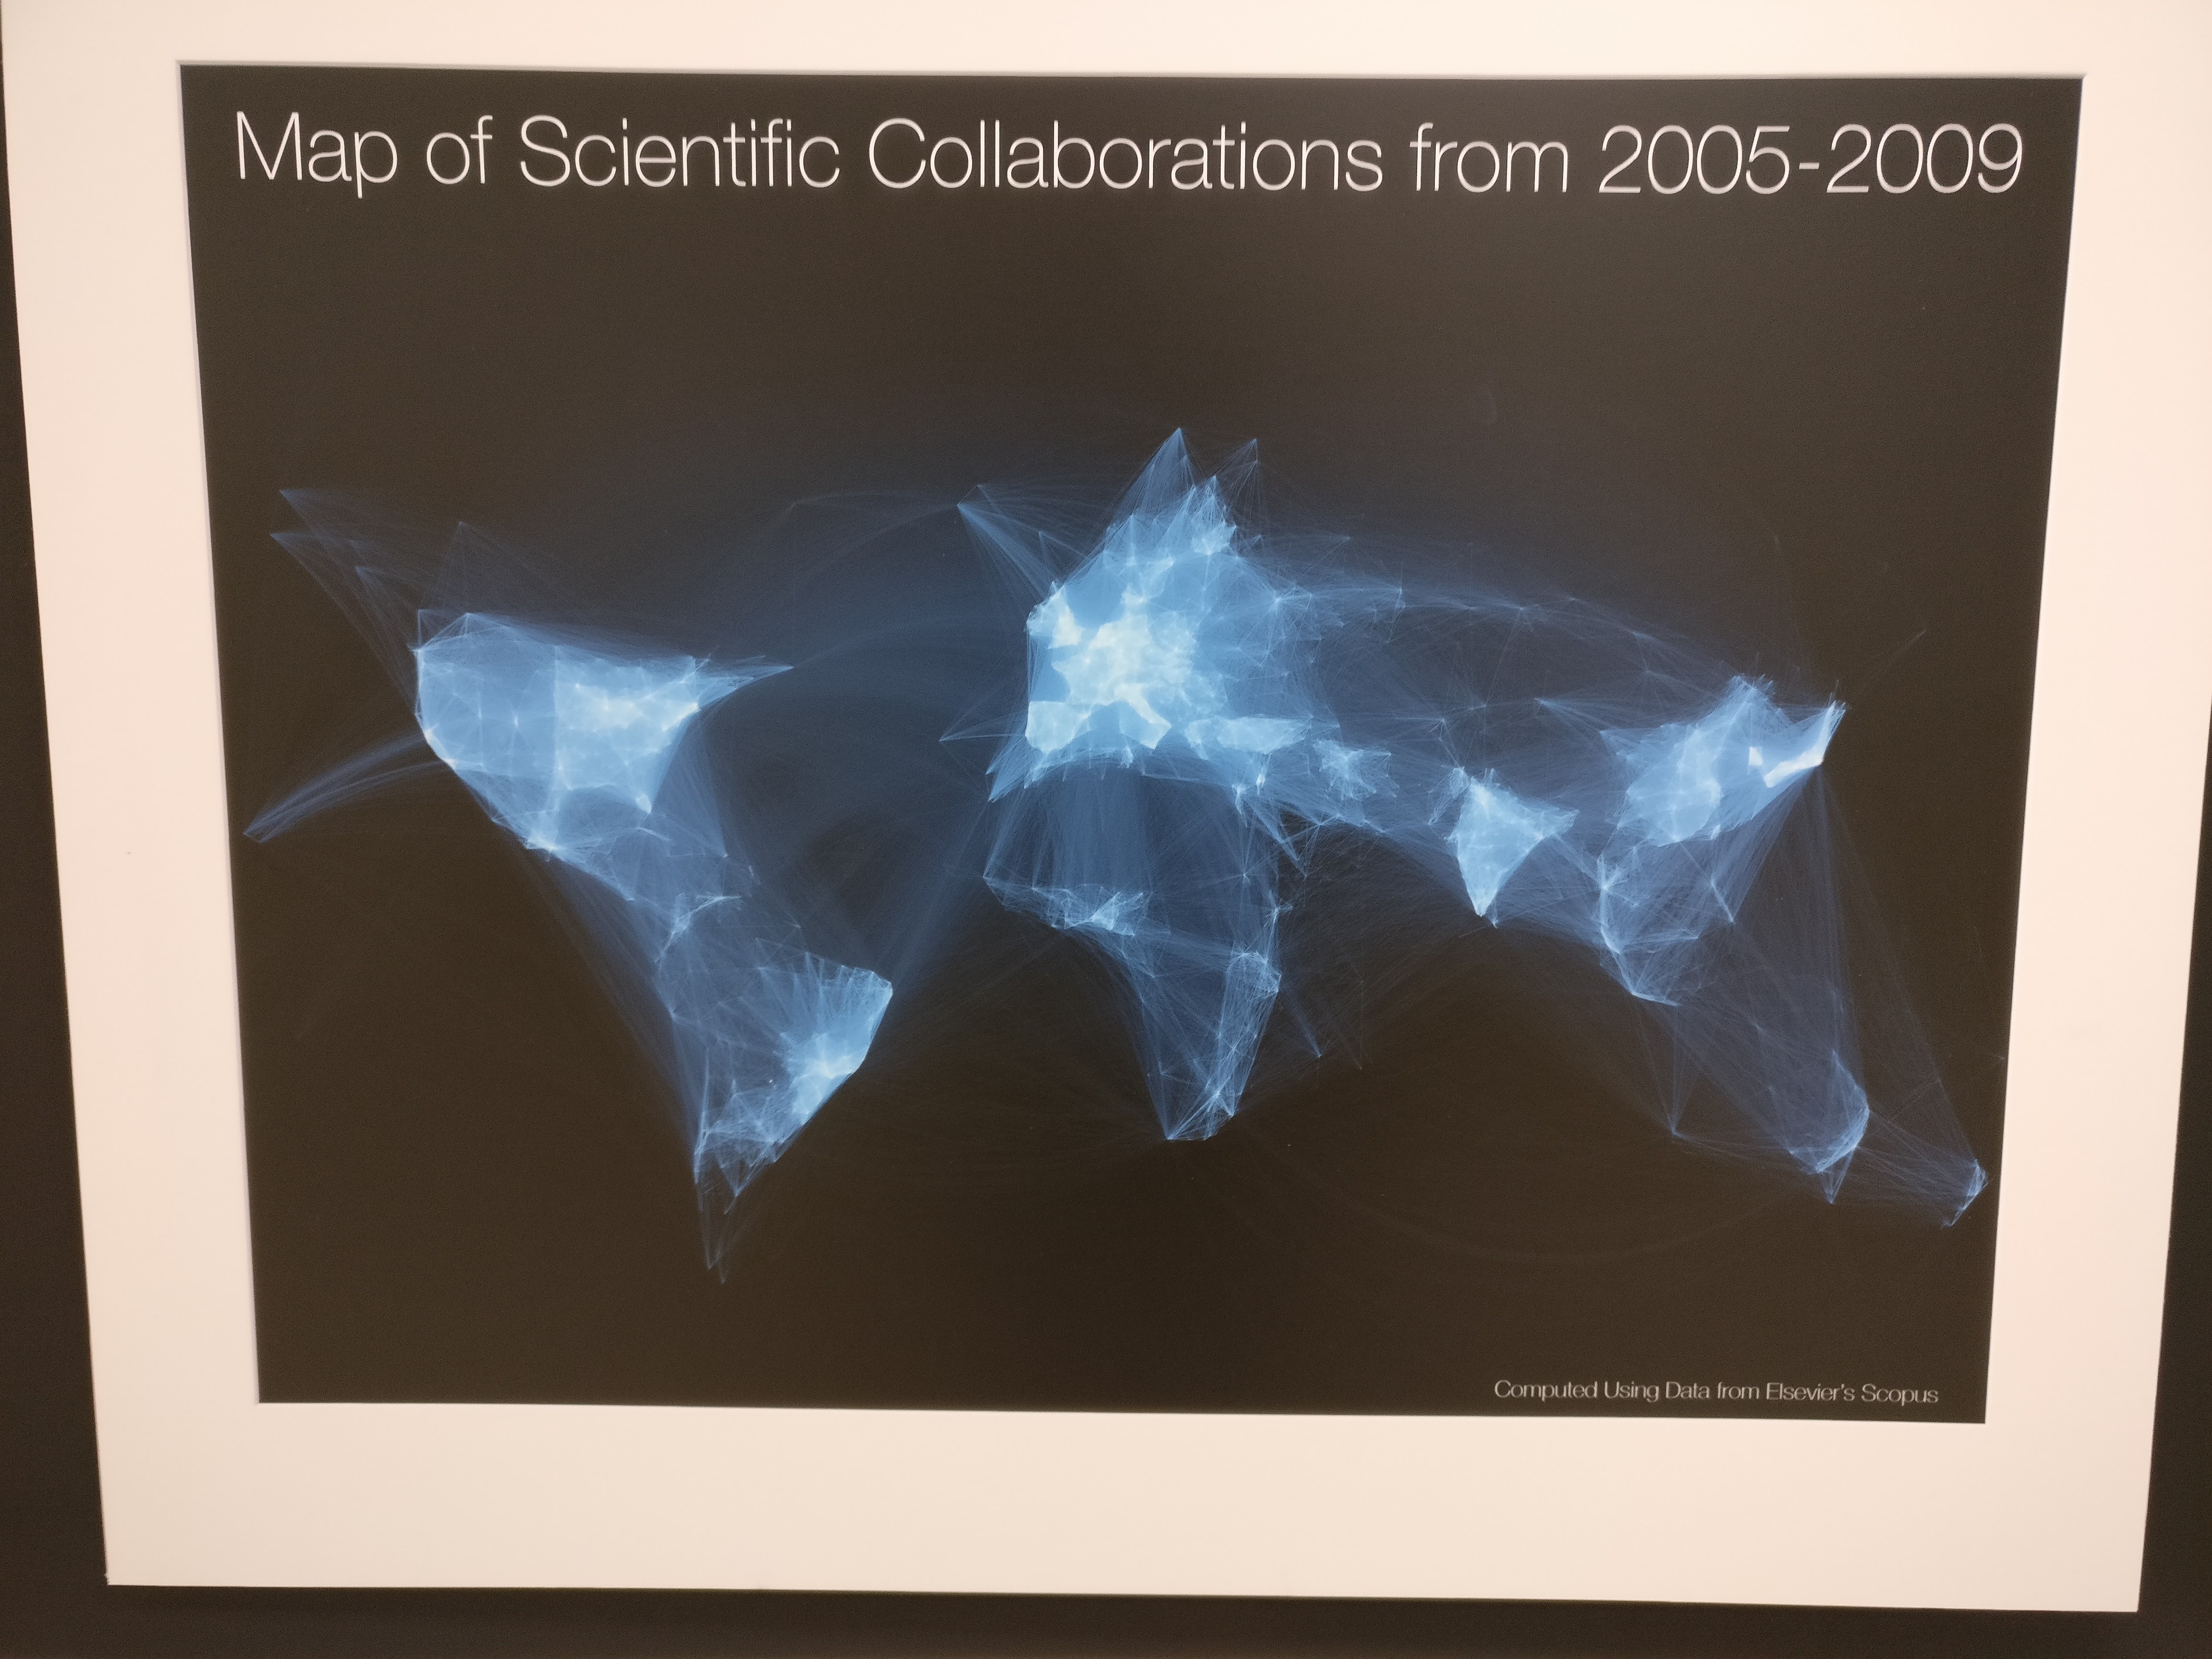 Map of Scientific Collaborations from 2005-2009
Computed Using Data from Elsevier's Scopus